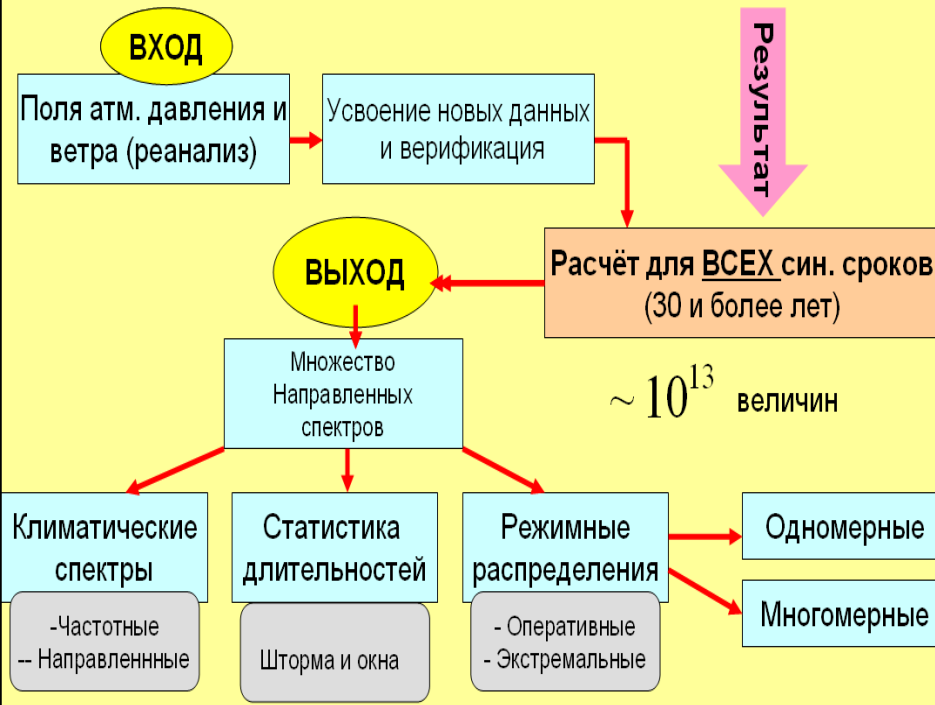 ВХОД
Поля атм. давления и
ветра (реанализ)
Усвоение новых данных
и верификация
Результат
Расчёт для ВСЕХ син. сроков
(30 и более лет)
ВЫХОД
Множество
Направленных
спектров
~ 10^13 величин
Климатические
спектры
-Частотные
-- Направленнные
Статистика
длительностей
Шторма и окна
Режимные
распределения
- Оперативные
- Экстремальные
Одномерные
Многомерные